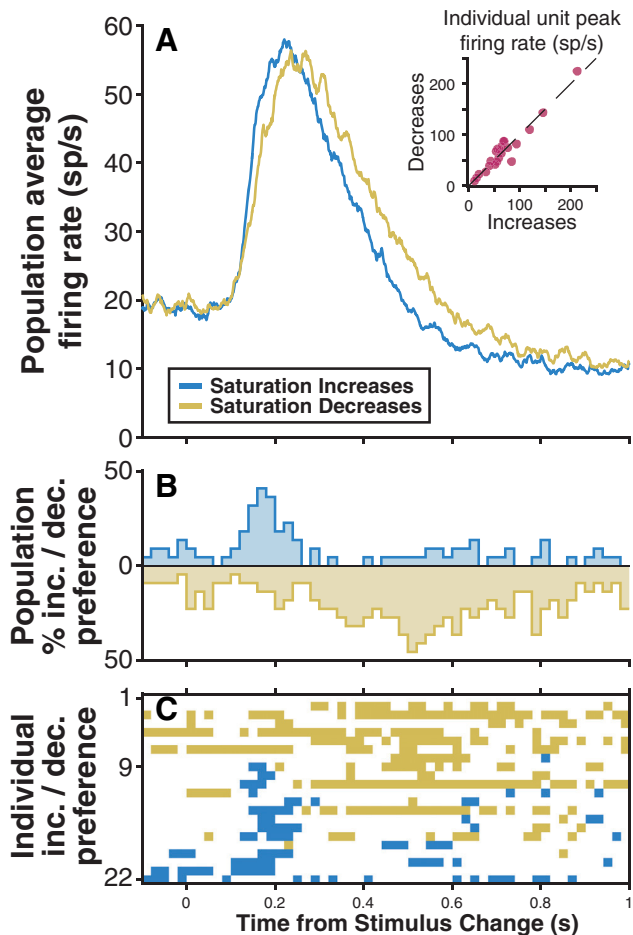 A
Individual unit peak
firing rate (sp/s)
Decreases
200
100
0
0
100
200
Increases
Population average
firing rate (sp/s)
60
50
40
30
20
10
0
Saturation Increases
Saturation Decreases
B
Population
% inc. / dec.
preference
50
0
50
C
Individual
inc./ dec.
preference
1
9
22
0
0.2
0.4
0.6
0.8
1
Time from Stimulus Change (s)